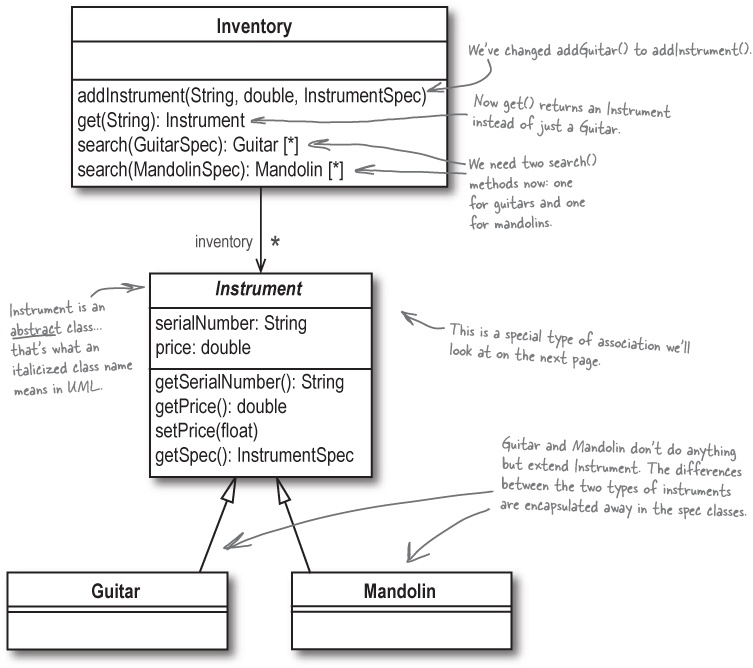 Inventory
addInstrument(String, double, InstrumentSpec)
get(String): Instrument
search(GuitarSpec): Guitar [*]
search(MandolinSpec): Mandolin [*]
We've changed addGuitar() to addInstrument().
Now get() returns an Instrument
instead of just a Guitar.
We need two search()
methods now: one
for guitars and one
for mandolins.
inventory *
Instrument
serialNumber: String
price: double
getSerialNumber(): String
getPrice(): double
setPrice(float)
getSpec(): InstrumentSpec
Instrument is an
abstract class...
that's what an
italicized class name
means in UML.
This is a special type of association we'll
look at on the next page.
Guitar and Mandolin don't do anything
but extend Instrument. The differences
between the two types of instruments
are encapsulated away in the spec classes.
Guitar
Mandolin